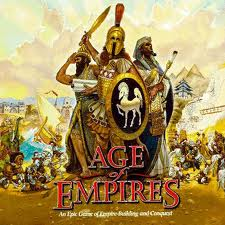 AGE
of
EMPIRES
An Epic Game of Empire-Building and Conquest